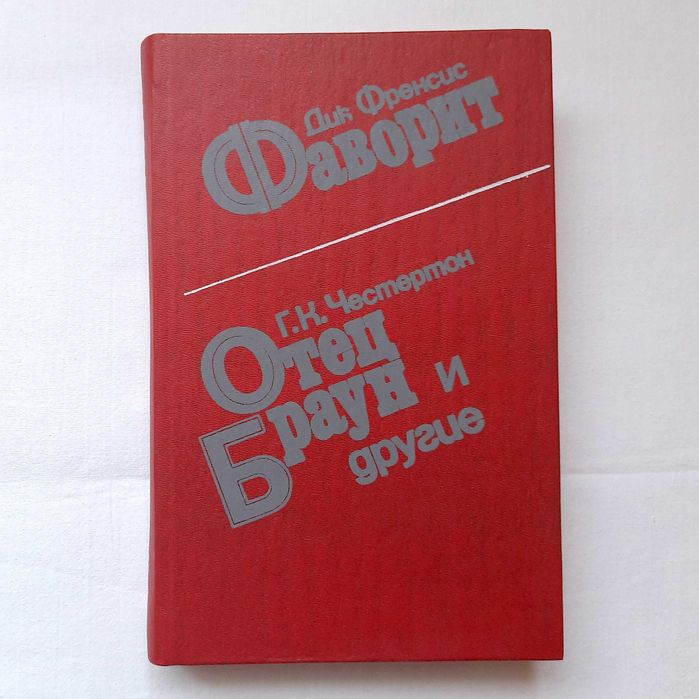 Дик Френсис
Фаворит
Г.К. Честертон
Отец
Браун и
другие